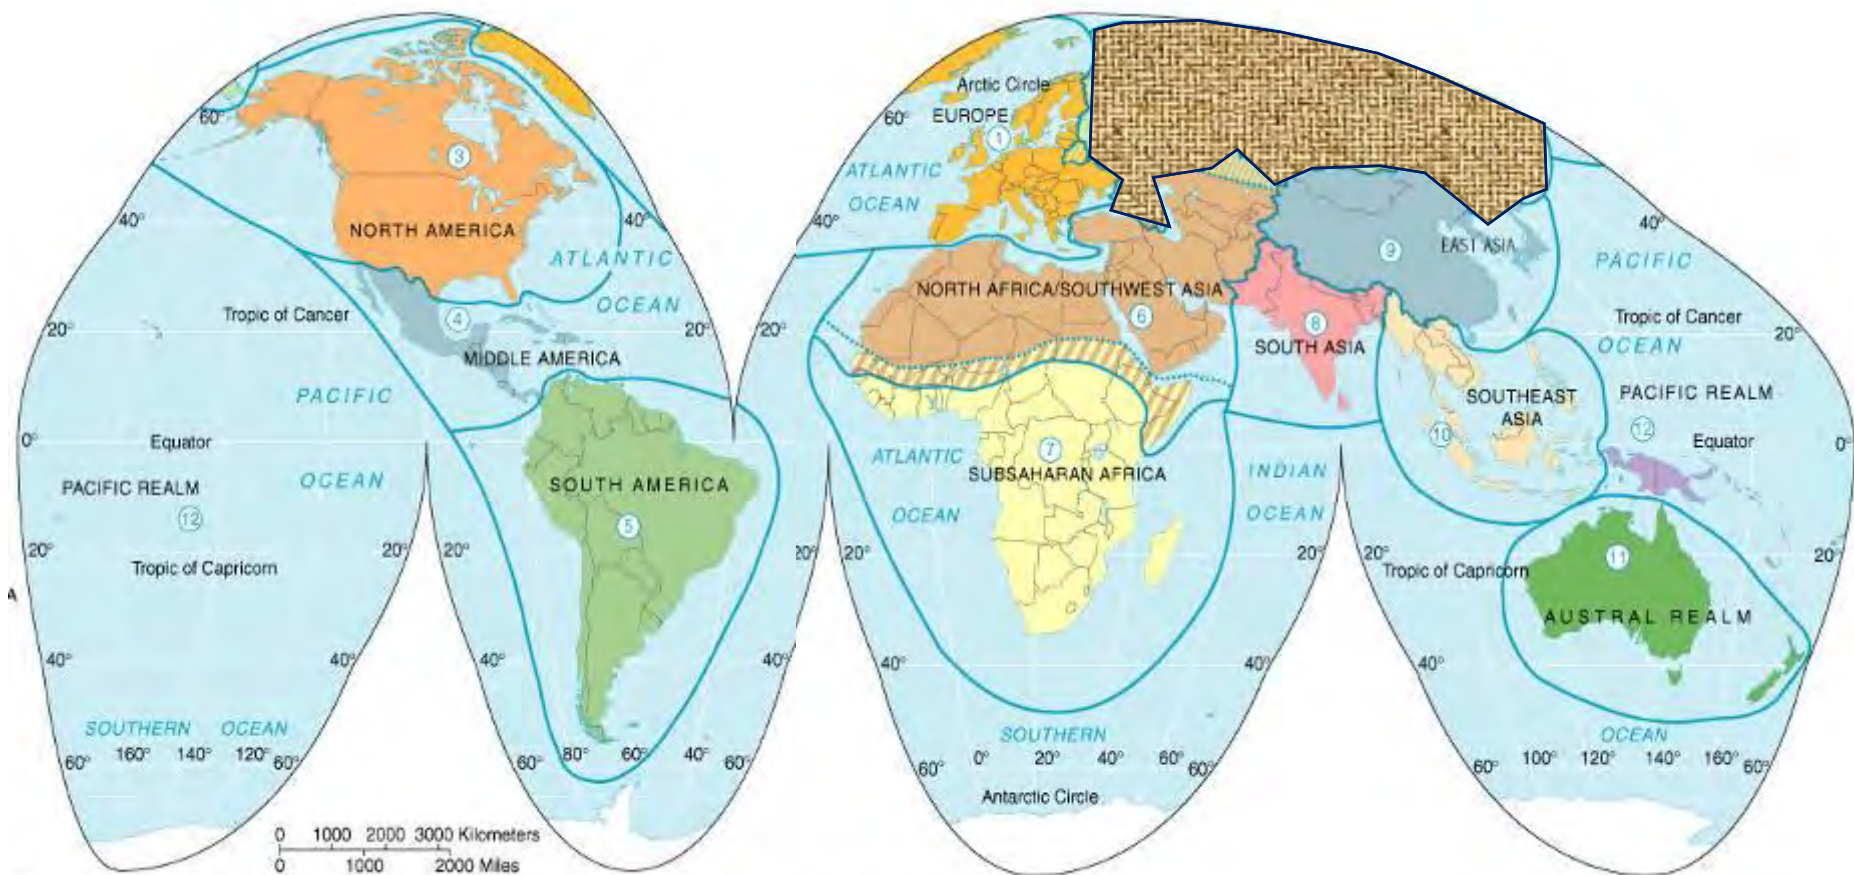 Arctic Circle
60°
60°
EUROPE
1
3
ATLANTIC
OCEAN
40°
NORTH AMERICA
40°
40°
40°
9
EAST ASIA
ATLANTIC
OCEAN
PACIFIC
NORTH AFRICA/SOUTHWEST ASIA
6
Tropic of Cancer
4
8
Tropic of Cancer
20°
20°
20°
20°
OCEAN
MIDDLE AMERICA
SOUTH ASIA
PACIFIC
SOUTHEAST
ASIA
PACIFIC REALM
12
10
0°
Equator
Equator
0°
7
ATLANTIC
SUBSAHARAN AFRICA
INDIAN
OCEAN
PACIFIC REALM
12
SOUTH AMERICA
5
OCEAN
OCEAN
20°
20°
20°
20°
20°
20°
20°
20°
11
Tropic of Capricorn
Tropic of Capricorn
A
AUSTRAL REALM
40°
40°
40°
40°
40°
40°
40°
SOUTHERN OCEAN
SOUTHERN
OCEAN
60° 160° 140° 120° 60°
60° 80° 60° 40° 60°
60° 0° 20° 40° 60° 60°
60° 100° 120° 140° 160° 60°
Antarctic Circle
0 1000 2000 3000 Kilometers
0 1000 2000 Miles